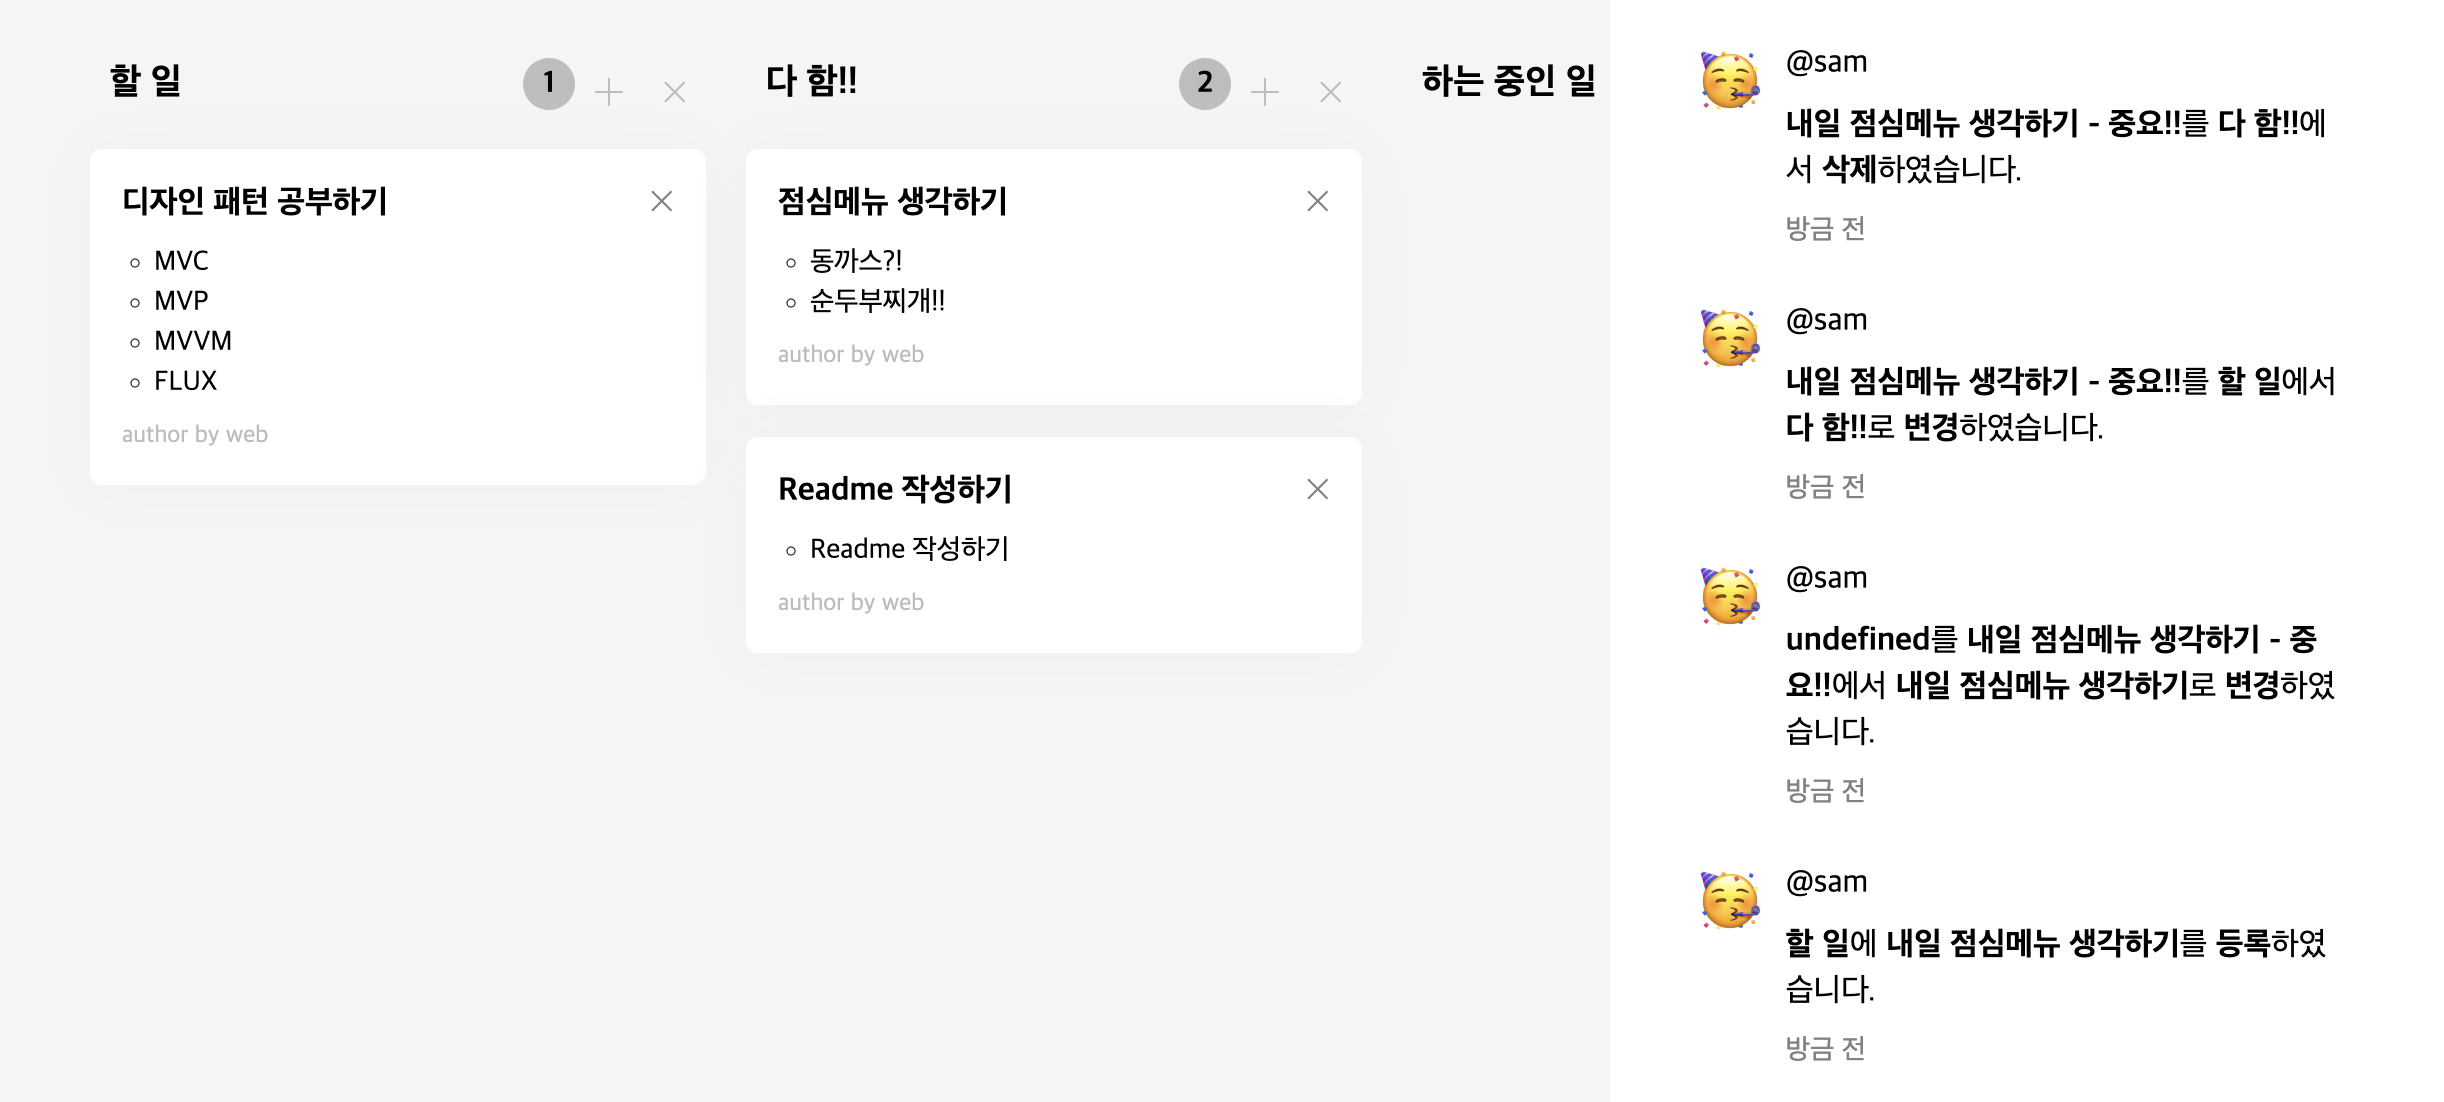 할 일
1
디자인 패턴 공부하기
MVC
MVP
MVVM
FLUX
author by web
다 함!!
2
점심메뉴 생각하기
동까스?!
순두부찌개!!
author by web
Readme 작성하기
Readme 작성하기
author by web
하는 중인 일
@sam
내일 점심메뉴 생각하기 - 중요!!를 다 함!!에
서 삭제하였습니다.
방금 전
@sam
내일 점심메뉴 생각하기 - 중요!!를 할 일에서
다 함!!로 변경하였습니다.
방금 전
@sam
undefined를 내일 점심메뉴 생각하기 - 중
요!!에서 내일 점심메뉴 생각하기로 변경하였
습니다.
방금 전
@sam
할 일에 내일 점심메뉴 생각하기를 등록하였
습니다.
방금 전